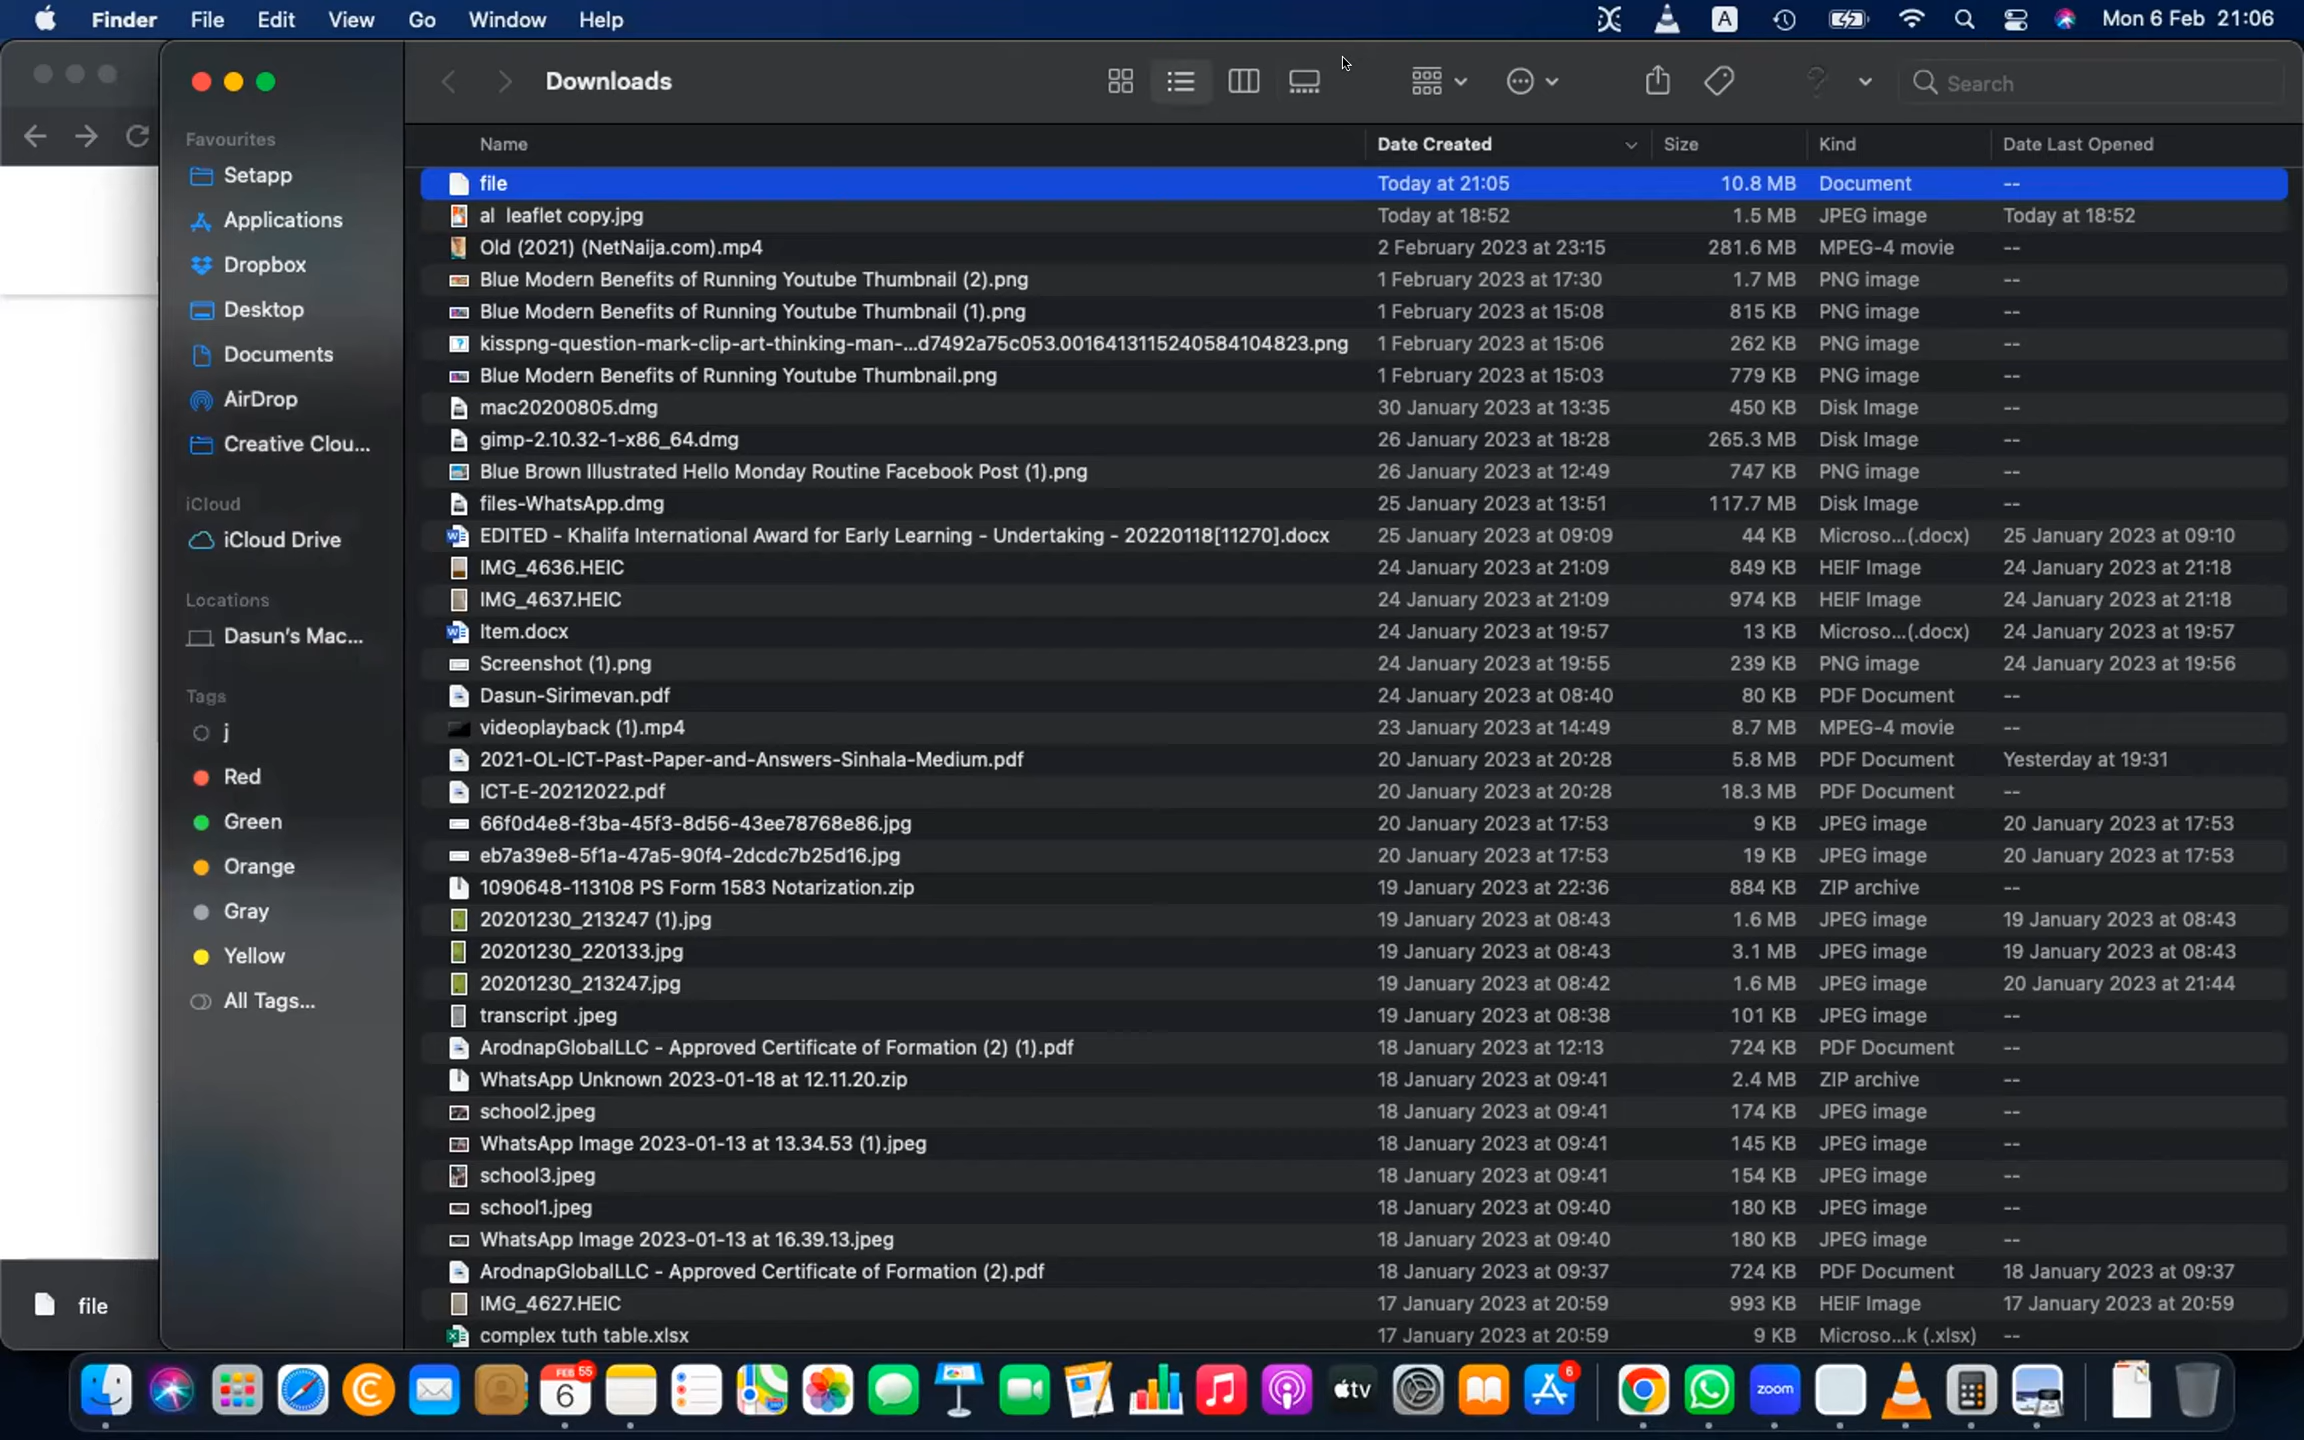 Finder File Edit View Go Window Help A Mon 6 Feb 21:06
Downloads Search
Favourites
Setapp
Applications
Dropbox
Desktop
Documents
AirDrop
Creative Clou...
iCloud
iCloud Drive
Locations
Dasun's Mac...
Tags
j
Red
Green
Orange
Gray
Yellow
All Tags...
Name Date Created Size Kind Date Last Opened
file Today at 21:05 10.8 MB Document --
al leaflet copy.jpg Today at 18:52 1.5 MB JPEG image Today at 18:52
Old (2021) (NetNaija.com).mp4 2 February 2023 at 23:15 281.6 MB MPEG-4 movie --
Blue Modern Benefits of Running Youtube Thumbnail (2).png 1 February 2023 at 17:30 1.7 MB PNG image --
Blue Modern Benefits of Running Youtube Thumbnail (1).png 1 February 2023 at 15:08 815 KB PNG image --
kisspng-question-mark-clip-art-thinking-man-...d7492a75c053.0016413115240584104823.png 1 February 2023 at 15:06 262 KB PNG image --
Blue Modern Benefits of Running Youtube Thumbnail.png 1 February 2023 at 15:03 779 KB PNG image --
mac20200805.dmg 30 January 2023 at 13:35 450 KB Disk Image --
gimp-2.10.32-1-x86_64.dmg 26 January 2023 at 18:28 265.3 MB Disk Image --
Blue Brown Illustrated Hello Monday Routine Facebook Post (1).png 26 January 2023 at 12:49 747 KB PNG image --
files-WhatsApp.dmg 25 January 2023 at 13:51 117.7 MB Disk Image --
EDITED - Khalifa International Award for Early Learning - Undertaking - 20220118[11270].docx 25 January 2023 at 09:09 44 KB Microso...(.docx) 25 January 2023 at 09:10
IMG_4636.HEIC 24 January 2023 at 21:09 849 KB HEIF Image 24 January 2023 at 21:18
IMG_4637.HEIC 24 January 2023 at 21:09 974 KB HEIF Image 24 January 2023 at 21:18
Item.docx 24 January 2023 at 19:57 13 KB Microso...(.docx) 24 January 2023 at 19:57
Screenshot (1).png 24 January 2023 at 19:55 239 KB PNG image 24 January 2023 at 19:56
Dasun-Sirimevan.pdf 24 January 2023 at 08:40 80 KB PDF Document --
videoplayback (1).mp4 23 January 2023 at 14:49 8.7 MB MPEG-4 movie --
2021-OL-ICT-Past-Paper-and-Answers-Sinhala-Medium.pdf 20 January 2023 at 20:28 5.8 MB PDF Document Yesterday at 19:31
ICT-E-20212022.pdf 20 January 2023 at 20:28 18.3 MB PDF Document --
66f0d4e8-f3ba-45f3-8d56-43ee78768e86.jpg 20 January 2023 at 17:53 9 KB JPEG image 20 January 2023 at 17:53
eb7a39e8-5f1a-47a5-90f4-2dcdc7b25d16.jpg 20 January 2023 at 17:53 19 KB JPEG image 20 January 2023 at 17:53
1090648-113108 PS Form 1583 Notarization.zip 19 January 2023 at 22:36 884 KB ZIP archive --
20201230_213247 (1).jpg 19 January 2023 at 08:43 1.6 MB JPEG image 19 January 2023 at 08:43
20201230_220133.jpg 19 January 2023 at 08:43 3.1 MB JPEG image 19 January 2023 at 08:43
20201230_213247.jpg 19 January 2023 at 08:42 1.6 MB JPEG image 20 January 2023 at 21:44
transcript .jpeg 19 January 2023 at 08:38 101 KB JPEG image --
ArodnapGlobalLLC - Approved Certificate of Formation (2) (1).pdf 18 January 2023 at 12:13 724 KB PDF Document --
WhatsApp Unknown 2023-01-18 at 12.11.20.zip 18 January 2023 at 09:41 2.4 MB ZIP archive --
school2.jpeg 18 January 2023 at 09:41 174 KB JPEG image --
WhatsApp Image 2023-01-13 at 13.34.53 (1).jpeg 18 January 2023 at 09:41 145 KB JPEG image --
school3.jpeg 18 January 2023 at 09:41 154 KB JPEG image --
school1.jpeg 18 January 2023 at 09:40 180 KB JPEG image --
WhatsApp Image 2023-01-13 at 16.39.13.jpeg 18 January 2023 at 09:40 180 KB JPEG image --
ArodnapGlobalLLC - Approved Certificate of Formation (2).pdf 18 January 2023 at 09:37 724 KB PDF Document 18 January 2023 at 09:37
IMG_4627.HEIC 17 January 2023 at 20:59 993 KB HEIF Image 17 January 2023 at 20:59
complex tuth table.xlsx 17 January 2023 at 20:59 9 KB Microso...k (.xlsx) --
file
FEB 55
6
tv
6
zoom